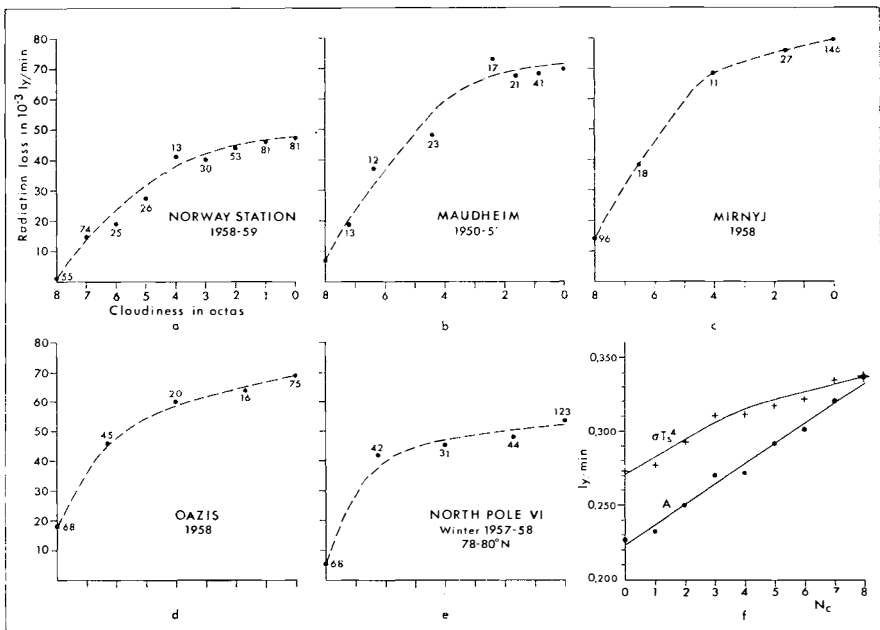 80
70
60
50
40
30
20
10
Radiation loss in 10⁻³ ly/min
55
74
25
26
13
30
53
81
81
NORWAY STATION
1958-59
8 7 6 5 4 3 2 1 0
Cloudiness in octas
a
13
12
23
17
21
41
MAUDHEIM
1950-5
8 6 4 2 0
b
96
18
11
27
146
MIRNYJ
1958
8 6 4 2 0
c
80
70
60
50
40
30
20
10
68
45
20
16
75
OAZIS
1958
d
68
42
31
44
123
NORTH POLE VI
Winter 1957-58
78-80°N
e
0,350
0,300
0,250
0,200
ly.min
σTs⁴
A
0 1 2 3 4 5 6 7 8
Nc
f